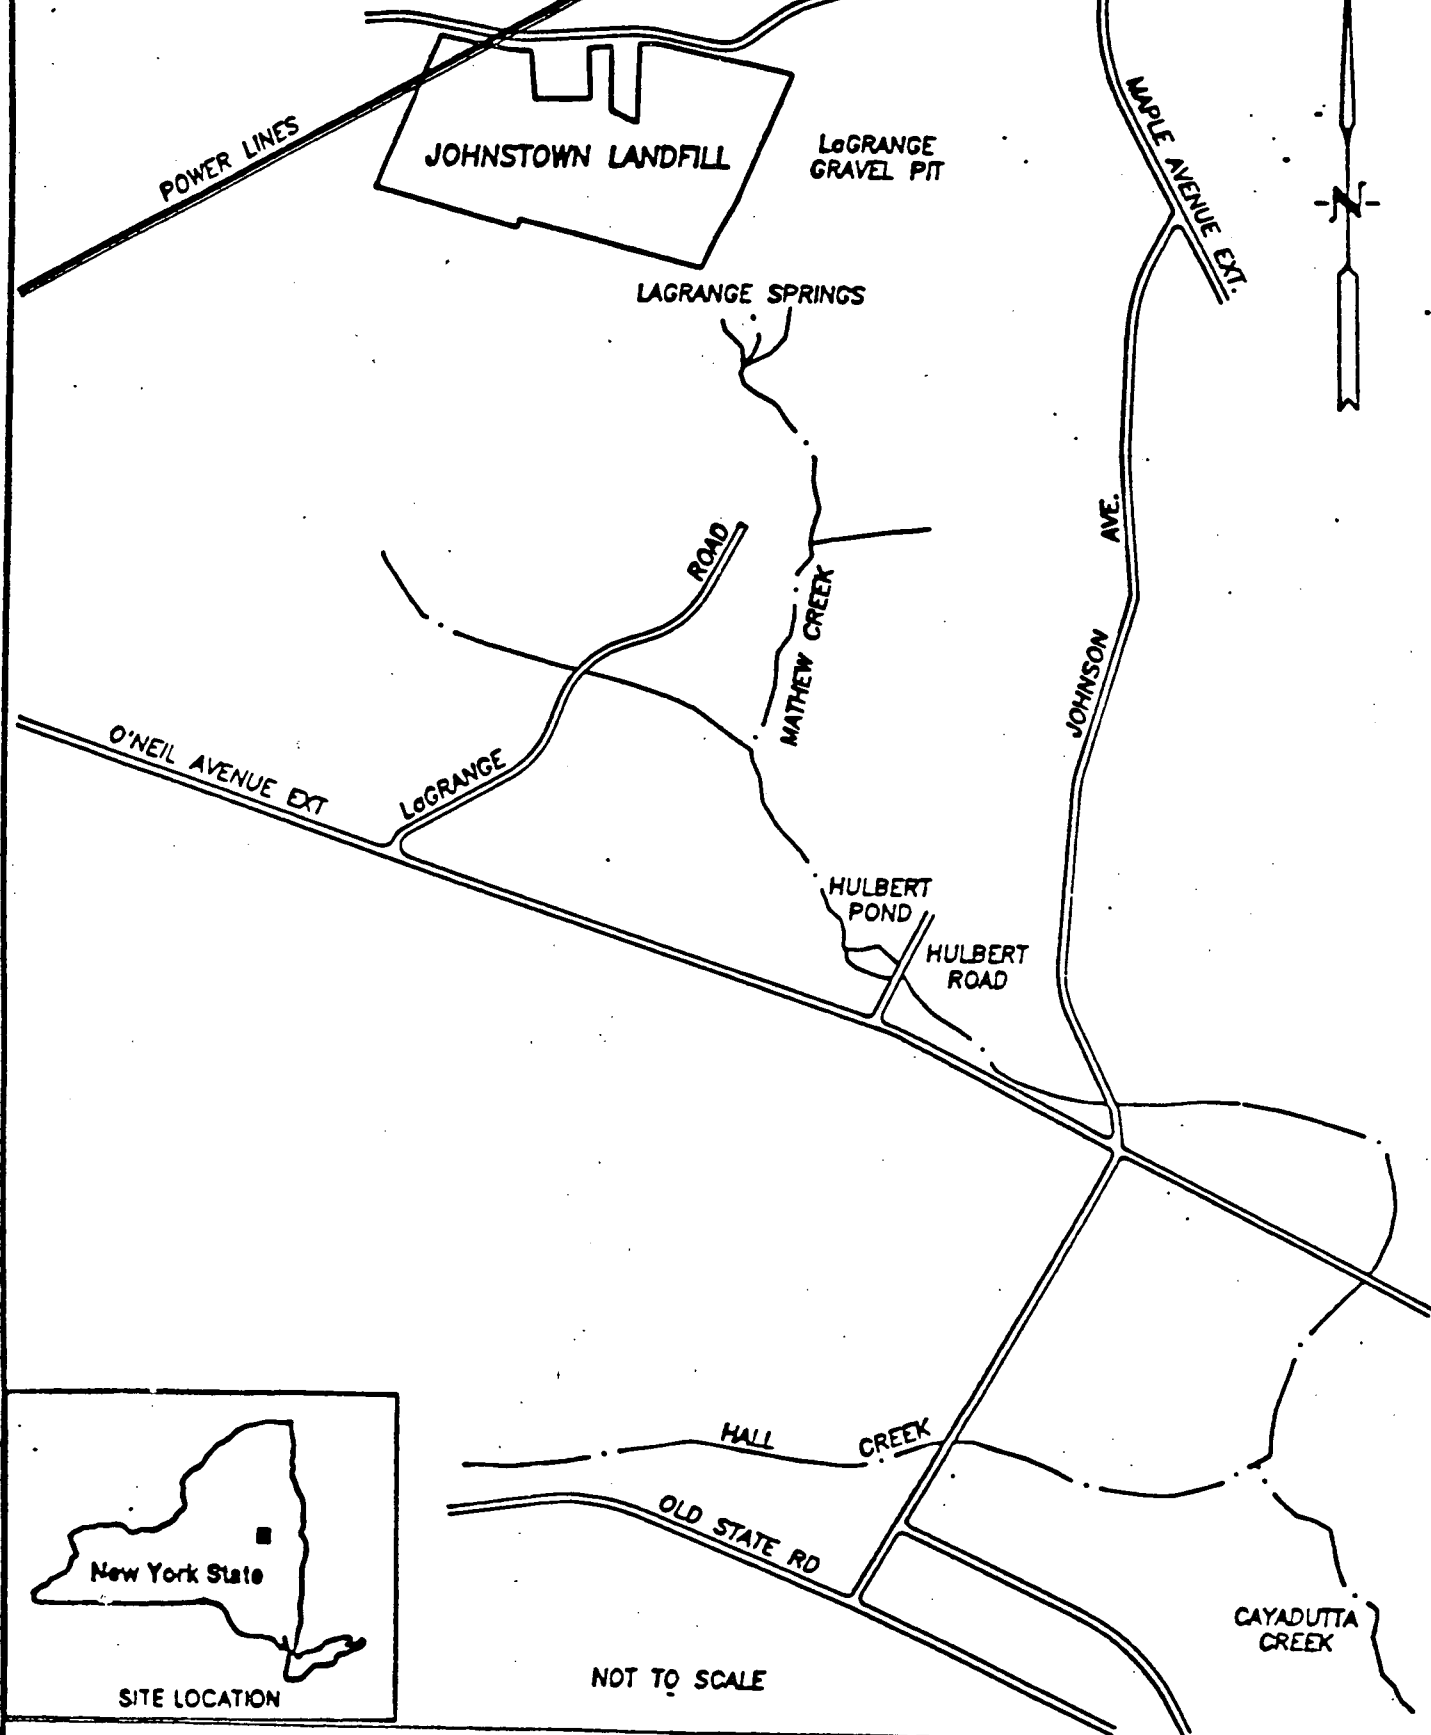 POWER LINES
JOHNSTOWN LANDFILL
LaGRANGE
GRAVEL PIT
MAPLE AVENUE EXT.
N
LAGRANGE SPRINGS
LaGRANGE ROAD
MATHEW CREEK
JOHNSON AVE.
O'NEIL AVENUE EXT
HULBERT
POND
HULBERT
ROAD
HALL CREEK
OLD STATE RD
CAYADUTTA
CREEK
New York State
SITE LOCATION
NOT TO SCALE